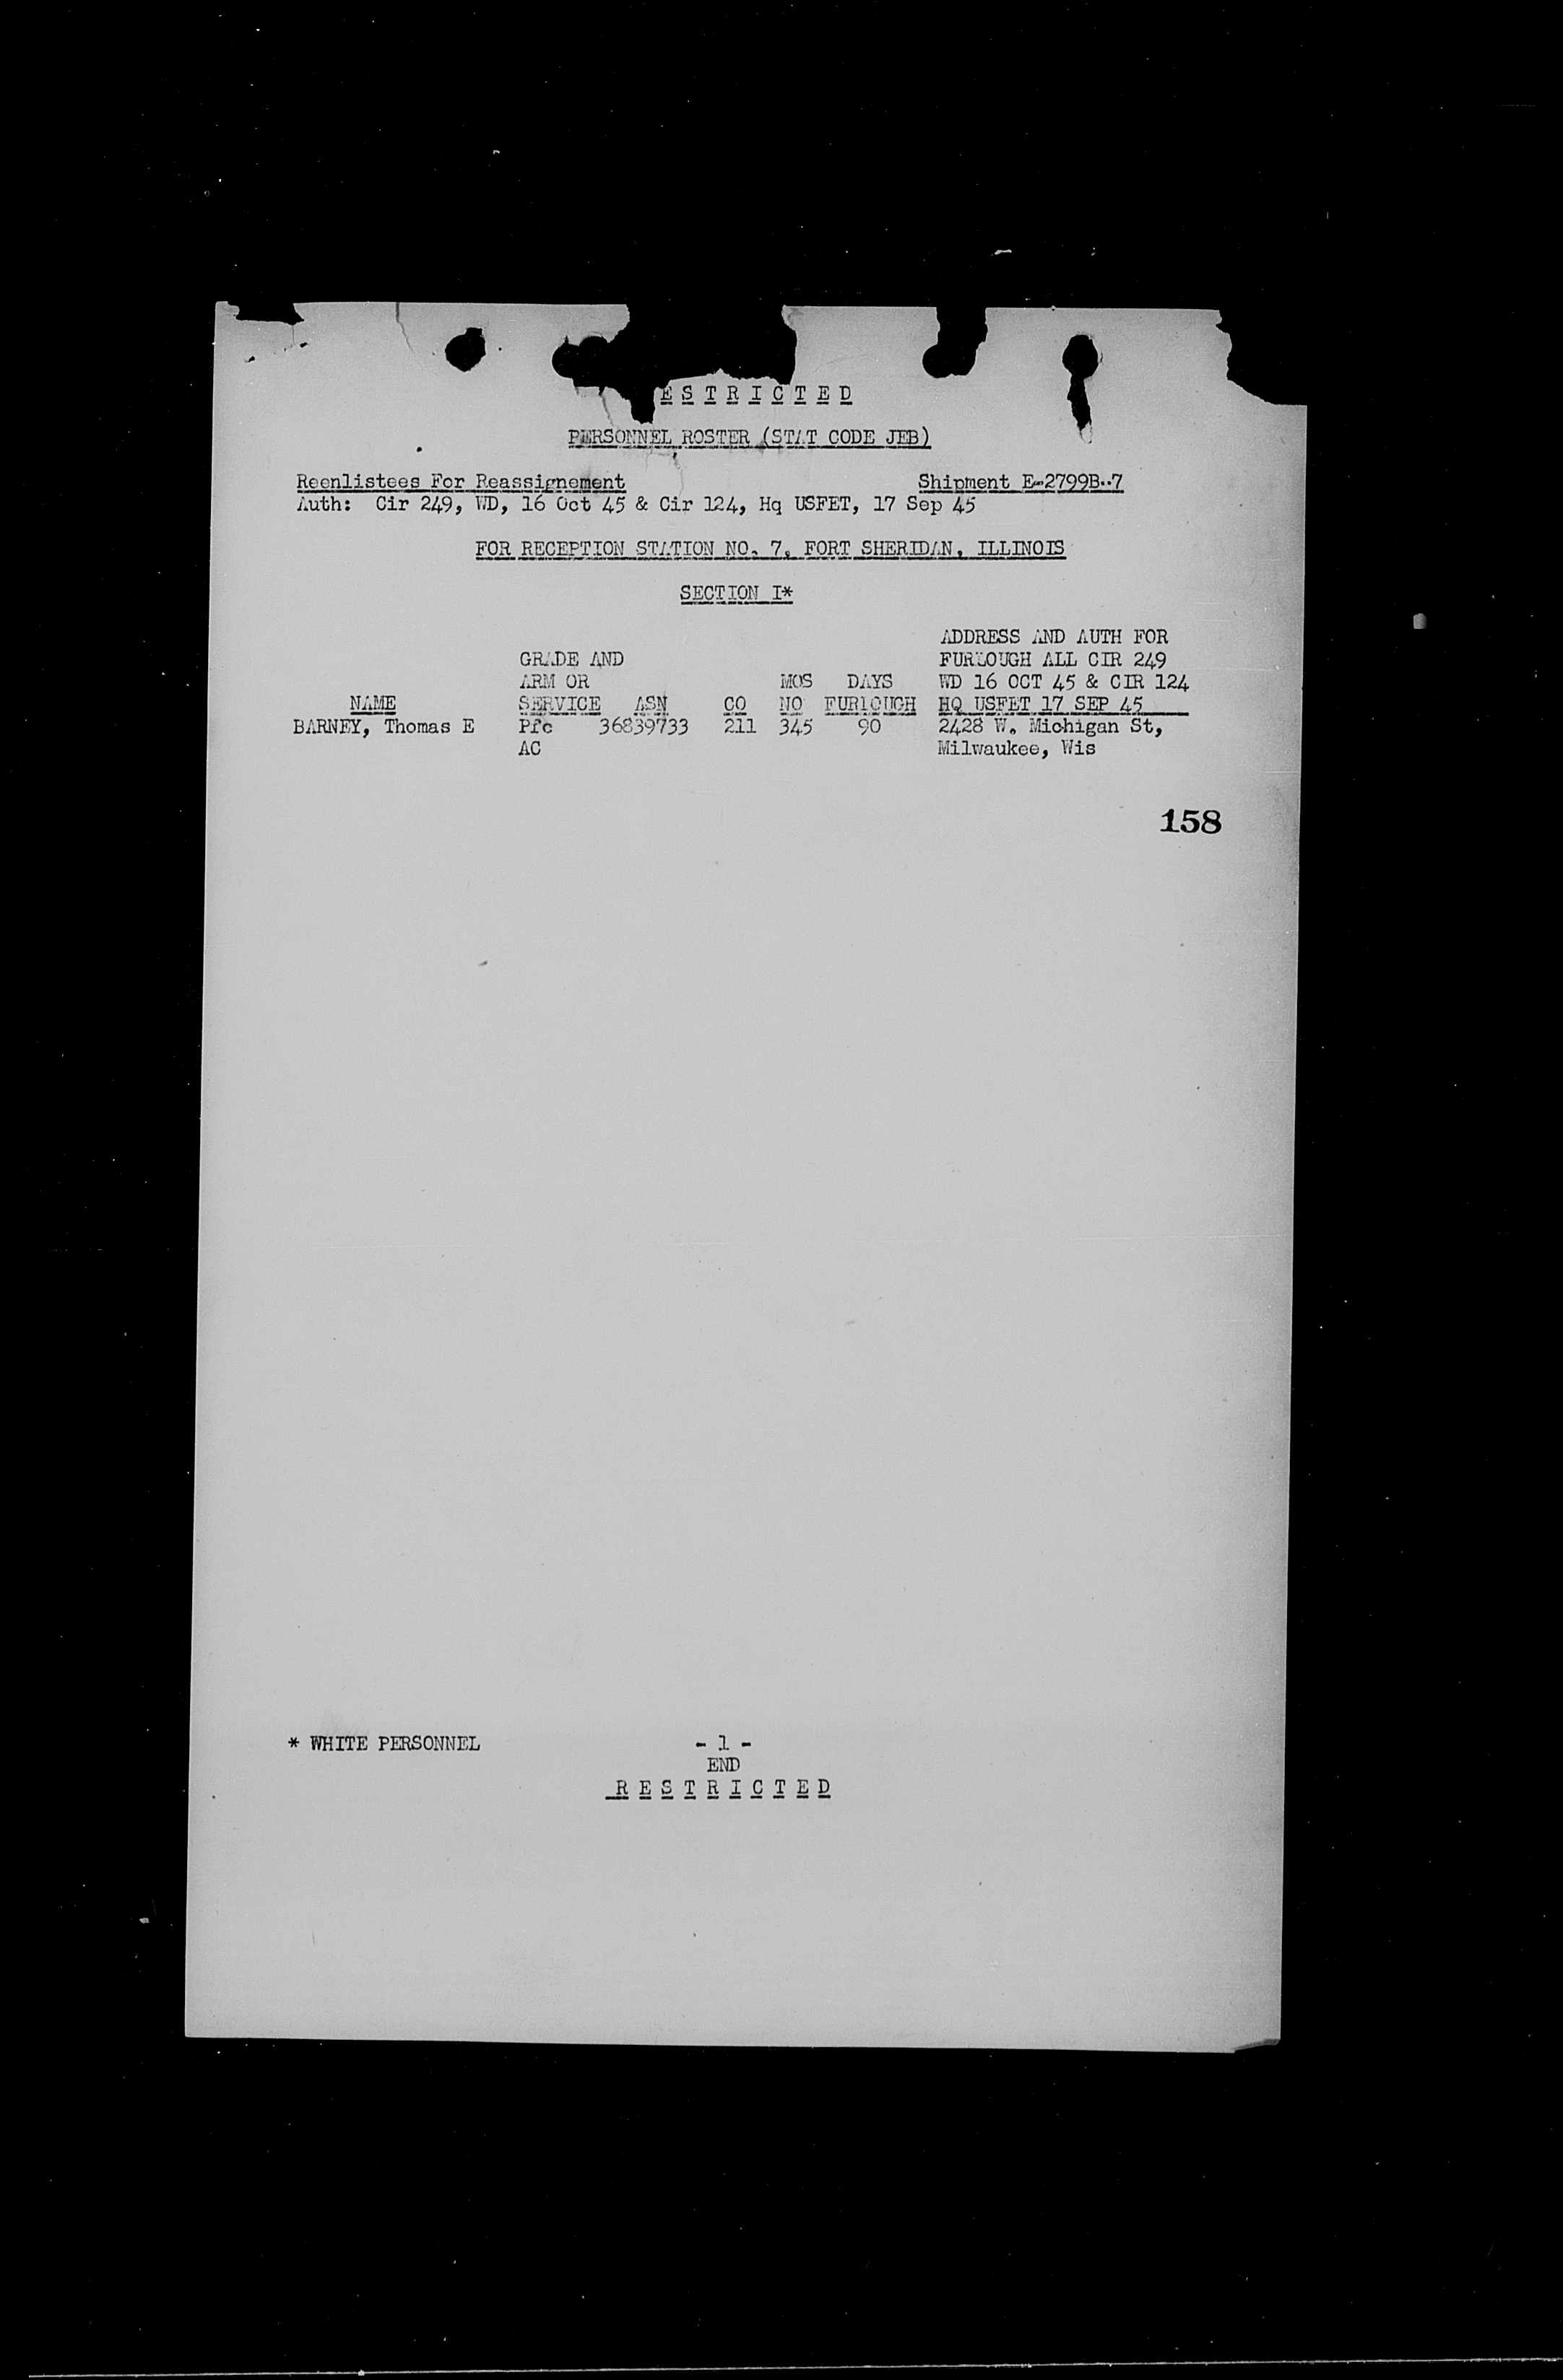 ESTRICTED
PERSONNEL ROSTER (STAT CODE JEB)
Reenlistees For Reassignement Shipment E-2799B-7
Auth: Cir 249, WD, 16 Oct 45 & Cir 124, Hq USFET, 17 Sep 45
FOR RECEPTION STATION NO. 7, FORT SHERIDAN, ILLINOIS
SECTION I*
ADDRESS AND AUTH FOR
GRADE AND FURLOUGH ALL CIR 249
ARM OR MOS DAYS WD 16 OCT 45 & CIR 124
NAME SERVICE ASN CO NO FURLOUGH HQ USFET 17 SEP 45
BARNEY, Thomas E Pfc 36839733 211 345 90 2428 W. Michigan St,
AC Milwaukee, Wis
158
* WHITE PERSONNEL - 1 -
END
RESTRICTED